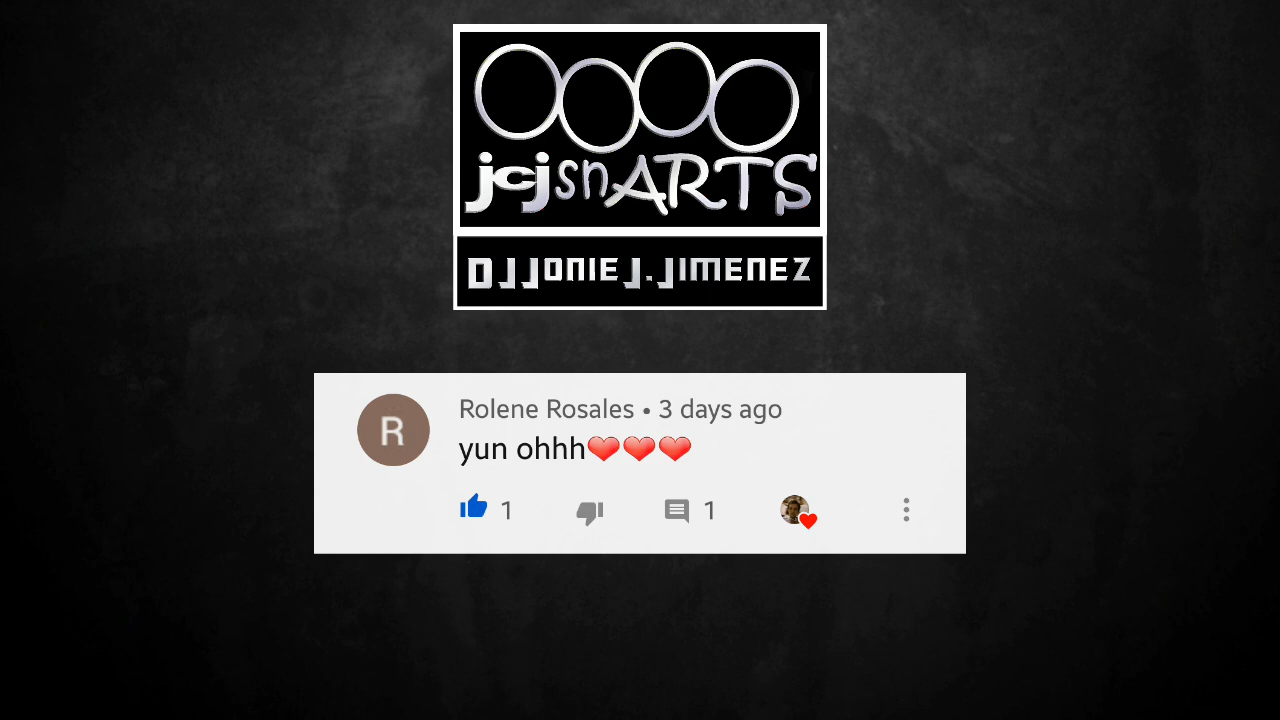 jcjsnARTS
DJ JONIE J. JIMENEZ
R
Rolene Rosales • 3 days ago
yun ohhh❤❤❤
1
1